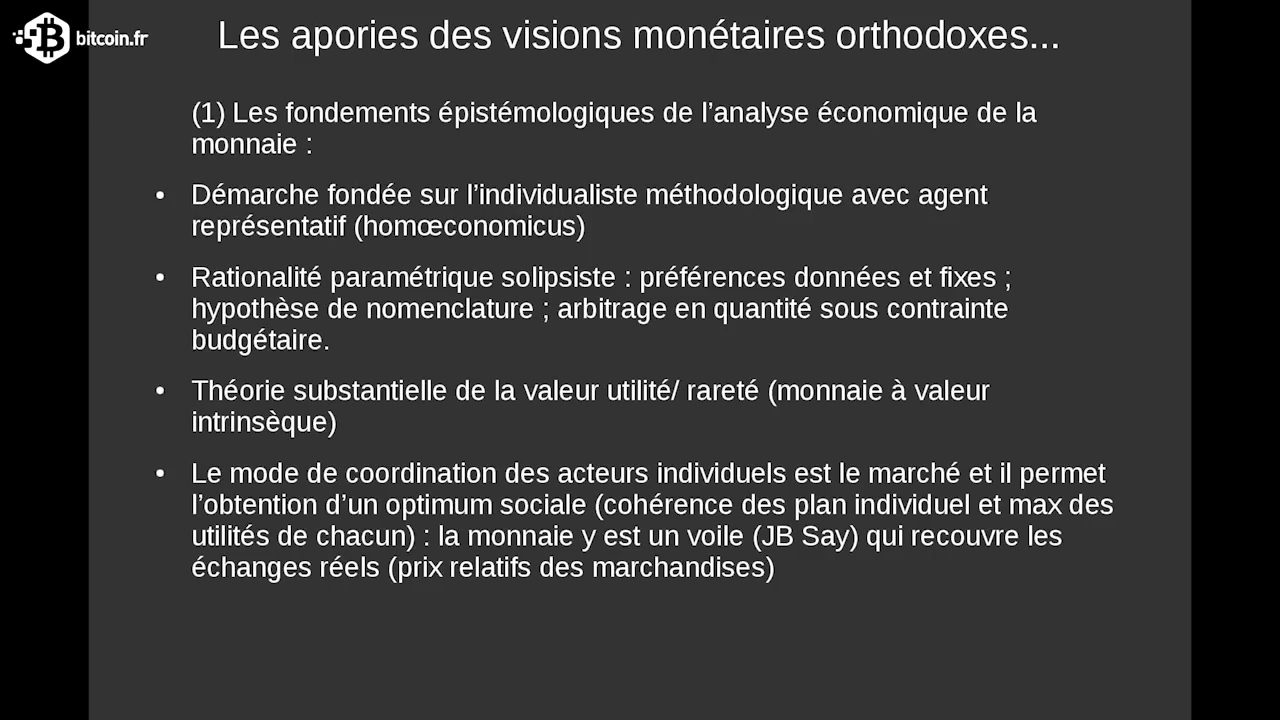 bitcoin.fr
Les apories des visions monétaires orthodoxes...
(1) Les fondements épistémologiques de l’analyse économique de la
monnaie :
• Démarche fondée sur l’individualiste méthodologique avec agent
représentatif (homœconomicus)
• Rationalité paramétrique solipsiste : préférences données et fixes ;
hypothèse de nomenclature ; arbitrage en quantité sous contrainte
budgétaire.
• Théorie substantielle de la valeur utilité/ rareté (monnaie à valeur
intrinsèque)
• Le mode de coordination des acteurs individuels est le marché et il permet
l’obtention d’un optimum sociale (cohérence des plan individuel et max des
utilités de chacun) : la monnaie y est un voile (JB Say) qui recouvre les
échanges réels (prix relatifs des marchandises)